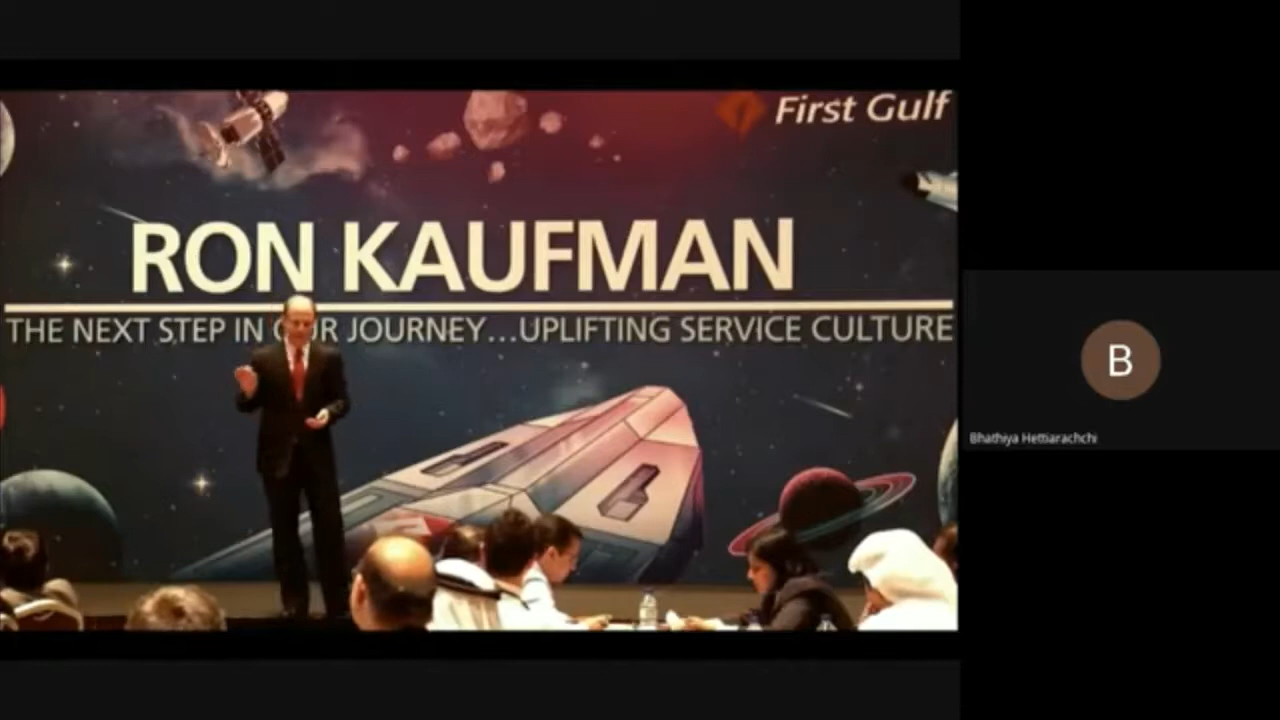 First Gulf
RON KAUFMAN
THE NEXT STEP IN OUR JOURNEY...UPLIFTING SERVICE CULTURE
B
Bhathiya Hettiarachchi